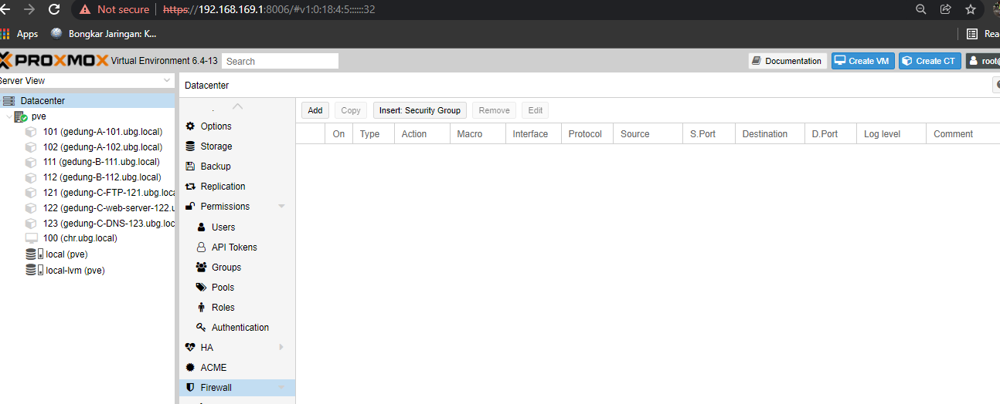 Not secure https://192.168.169.1:8006/#v1:0:18:4:5::::::32
Apps Bongkar Jaringan: K... Rea
PROXMOX Virtual Environment 6.4-13 Search Documentation Create VM Create CT root@
Server View
Datacenter
pve
101 (gedung-A-101.ubg.local)
102 (gedung-A-102.ubg.local)
111 (gedung-B-111.ubg.local)
112 (gedung-B-112.ubg.local)
121 (gedung-C-FTP-121.ubg.loca
122 (gedung-C-web-server-122.u
123 (gedung-C-DNS-123.ubg.loc
100 (chr.ubg.local)
local (pve)
local-lvm (pve)
Datacenter
Options
Storage
Backup
Replication
Permissions
Users
API Tokens
Groups
Pools
Roles
Authentication
HA
ACME
Firewall
Add Copy Insert: Security Group Remove Edit
On Type Action Macro Interface Protocol Source S.Port Destination D.Port Log level Comment